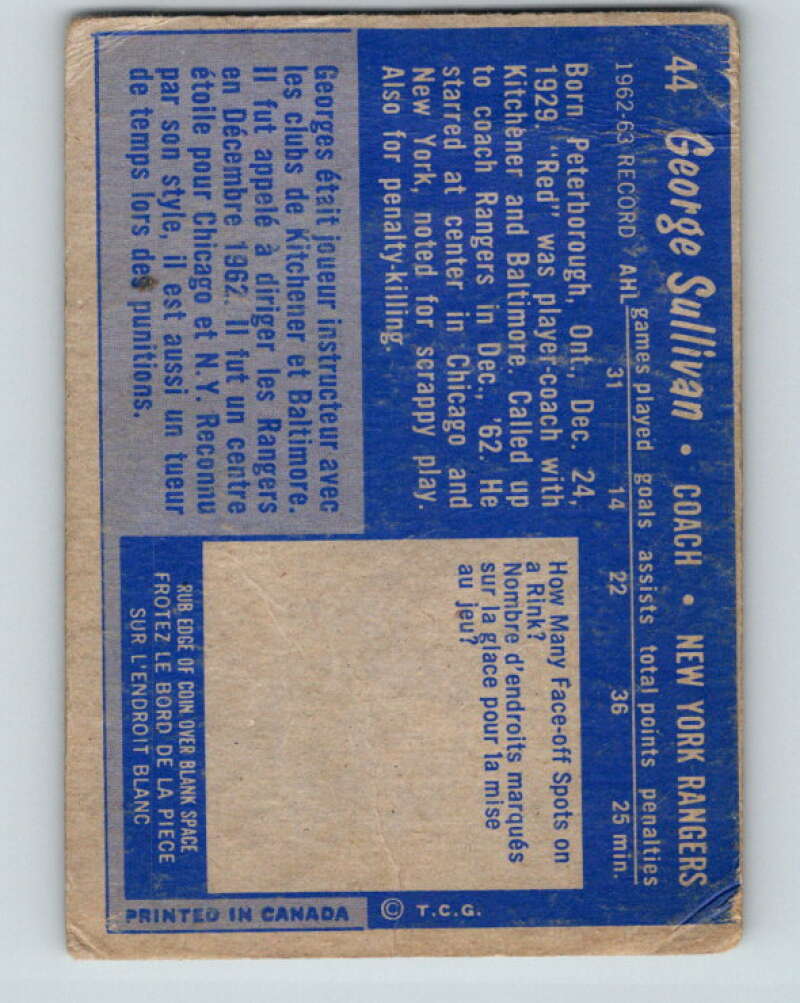 44 George Sullivan • COACH • NEW YORK RANGERS
games played goals assists total points penalties
1962-63 RECORD AHL 31 14 22 36 25 min.
Born Peterborough, Ont., Dec. 24,
1929. "Red" was player-coach with
Kitchener and Baltimore. Called up
to coach Rangers in Dec., '62. He
starred at center in Chicago and
New York, noted for scrappy play.
Also for penalty-killing.
Georges était joueur instructeur avec
les clubs de Kitchener et Baltimore.
Il fut appelé à diriger les Rangers
en Décembre 1962. Il fut un centre
étoile pour Chicago et N.Y. Reconnu
par son style, il est aussi un tueur
de temps lors des punitions.
How Many Face-off Spots on
a Rink?
Nombre d'endroits marqués
sur la glace pour la mise
au jeu?
RUB EDGE OF COIN OVER BLANK SPACE
FROTEZ LE BORD DE LA PIECE
SUR L'ENDROIT BLANC
© T.C.G.
PRINTED IN CANADA